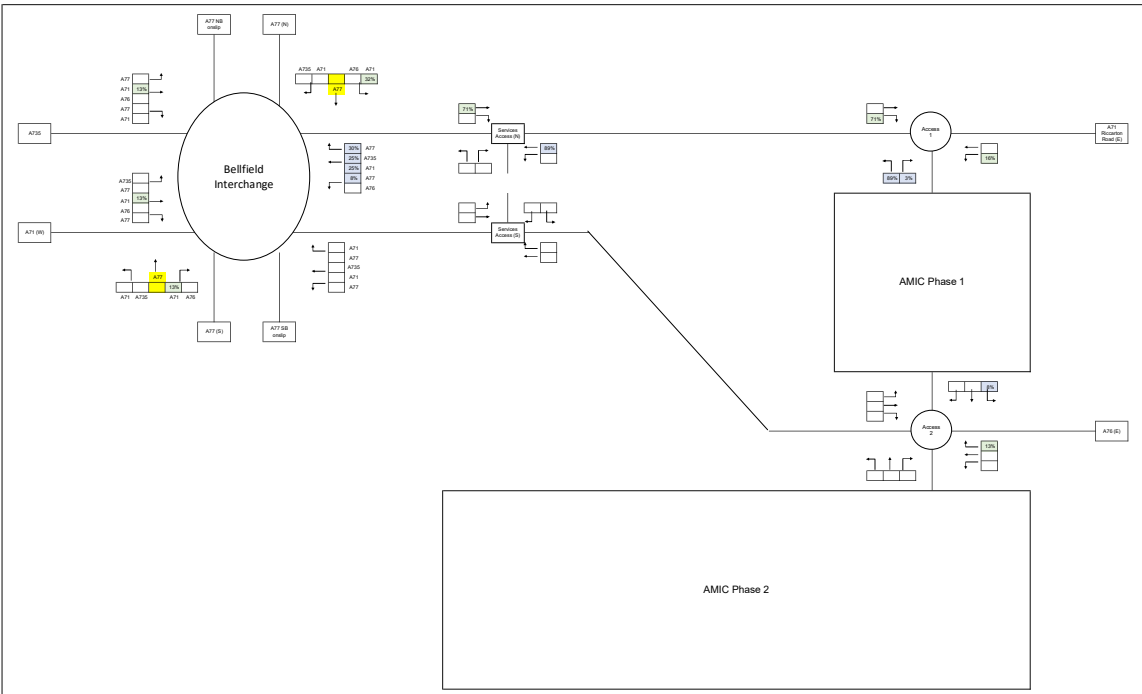 A77 NB
onslip
A77 (N)
A735 A71 A76 A71
32%
A77
A77
A71 13%
A76
A77
A71
71%
71%
A735
Services
Access (N)
Access
1
A71
Riccarton
Road (E)
30% A77
25% A735
25% A71
8% A77
A76
89%
16%
Bellfield
Interchange
89% 3%
A735
A77
A71 13%
A76
A77
A71 (W)
Services
Access (S)
A71
A77
A735
A71
A77
A77
13%
A71 A735 A71 A76
AMIC Phase 1
A77 (S)
A77 SB
onslip
8%
Access
2
A76 (E)
13%
AMIC Phase 2